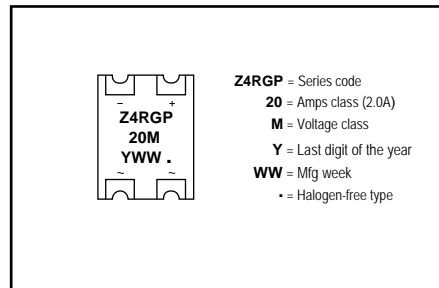 − +
Z4RGP
20M
YWW .
~ ~
Z4RGP = Series code
20 = Amps class (2.0A)
M = Voltage class
Y = Last digit of the year
WW = Mfg week
· = Halogen-free type